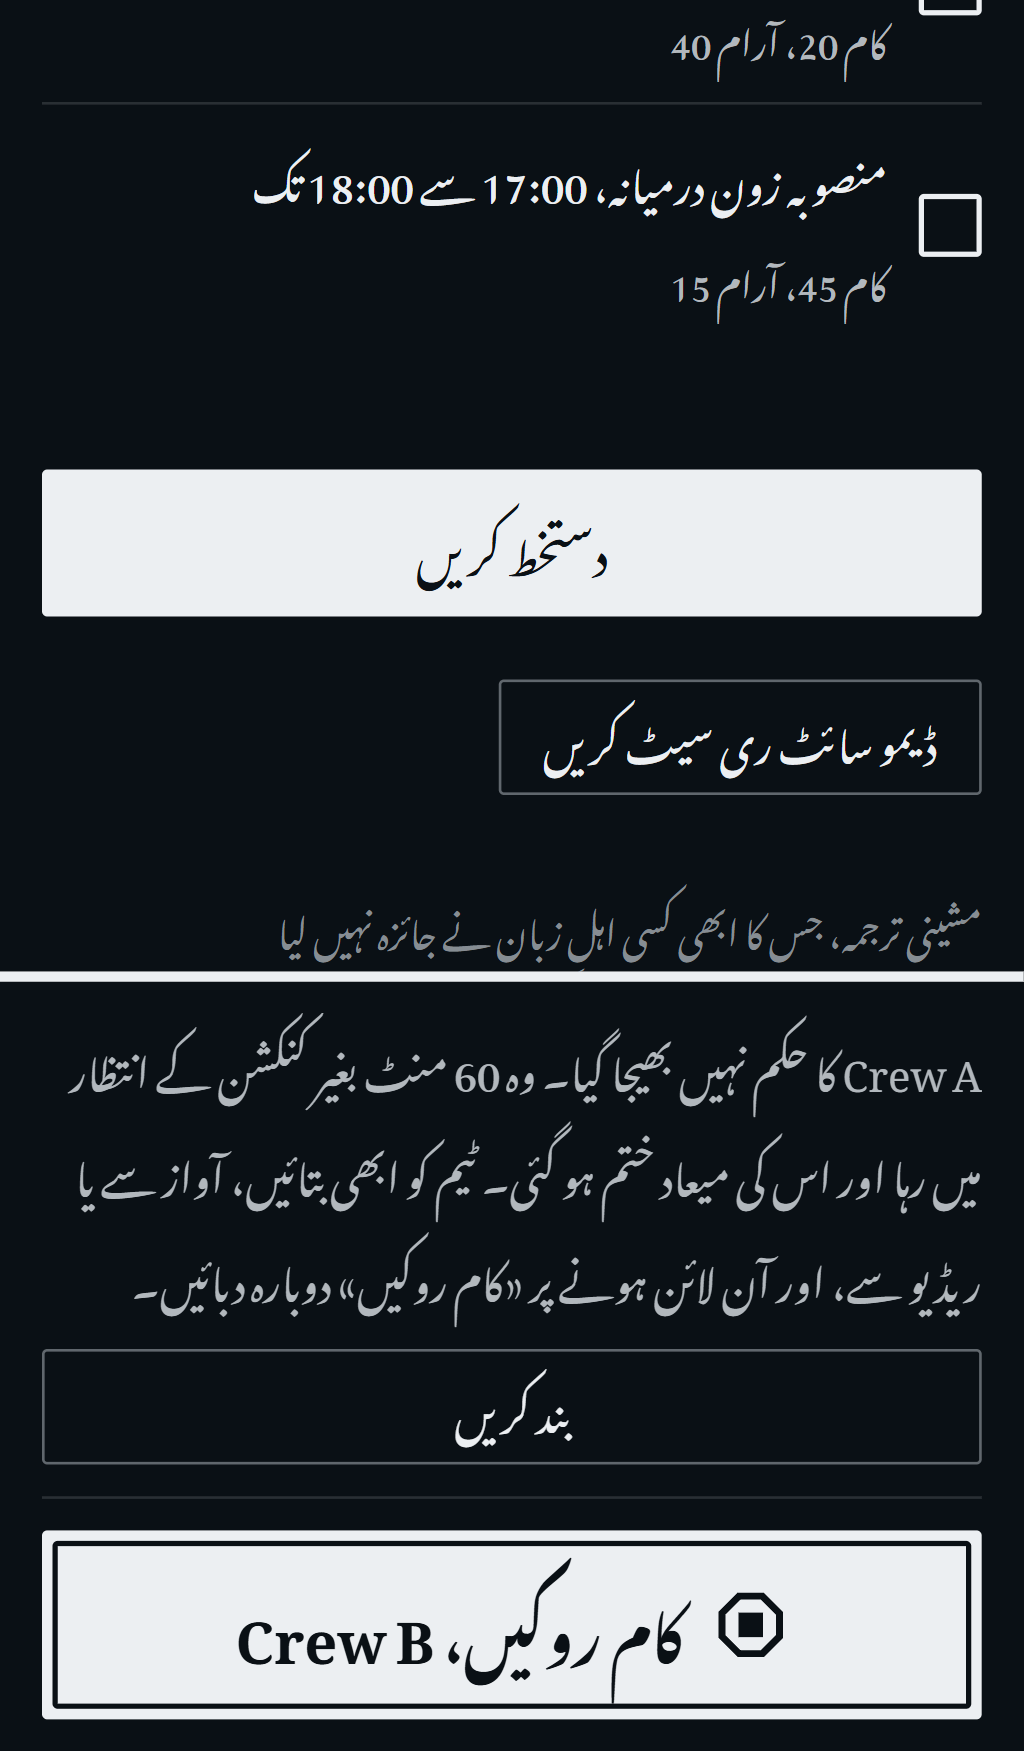 کام 20، آرام 40
منصوبہ زون درمیانہ، 17:00 سے 18:00 تک
کام 45، آرام 15
دستخط کریں
ڈیمو سائٹ ری سیٹ کریں
مشینی ترجمہ، جس کا ابھی کسی اہلِ زبان نے جائزہ نہیں لیا
Crew A کا حکم نہیں بھیجا گیا۔ وہ 60 منٹ بغیر کنکشن کے انتظار
میں رہا اور اس کی میعاد ختم ہو گئی۔ ٹیم کو ابھی بتائیں، آواز سے یا
ریڈیو سے، اور آن لائن ہونے پر «کام روکیں» دوبارہ دبائیں۔
بند کریں
کام روکیں، Crew B